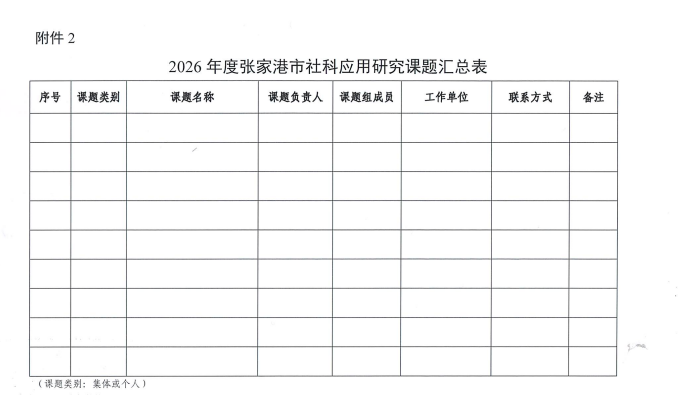 附件 2
2026 年度张家港市社科应用研究课题汇总表
序号 课题类别 课题名称 课题负责人 课题组成员 工作单位 联系方式 备注
（课题类别：集体或个人）